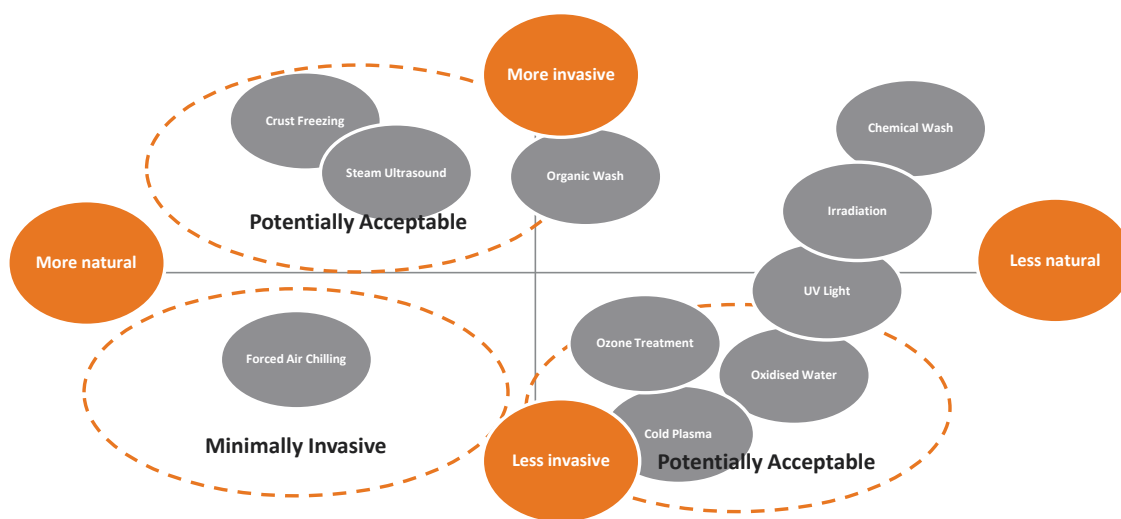 More invasive
Crust Freezing
Chemical Wash
Steam Ultrasound
Organic Wash
Irradiation
Potentially Acceptable
More natural
Less natural
UV Light
Ozone Treatment
Forced Air Chilling
Oxidised Water
Cold Plasma
Minimally Invasive
Less invasive
Potentially Acceptable